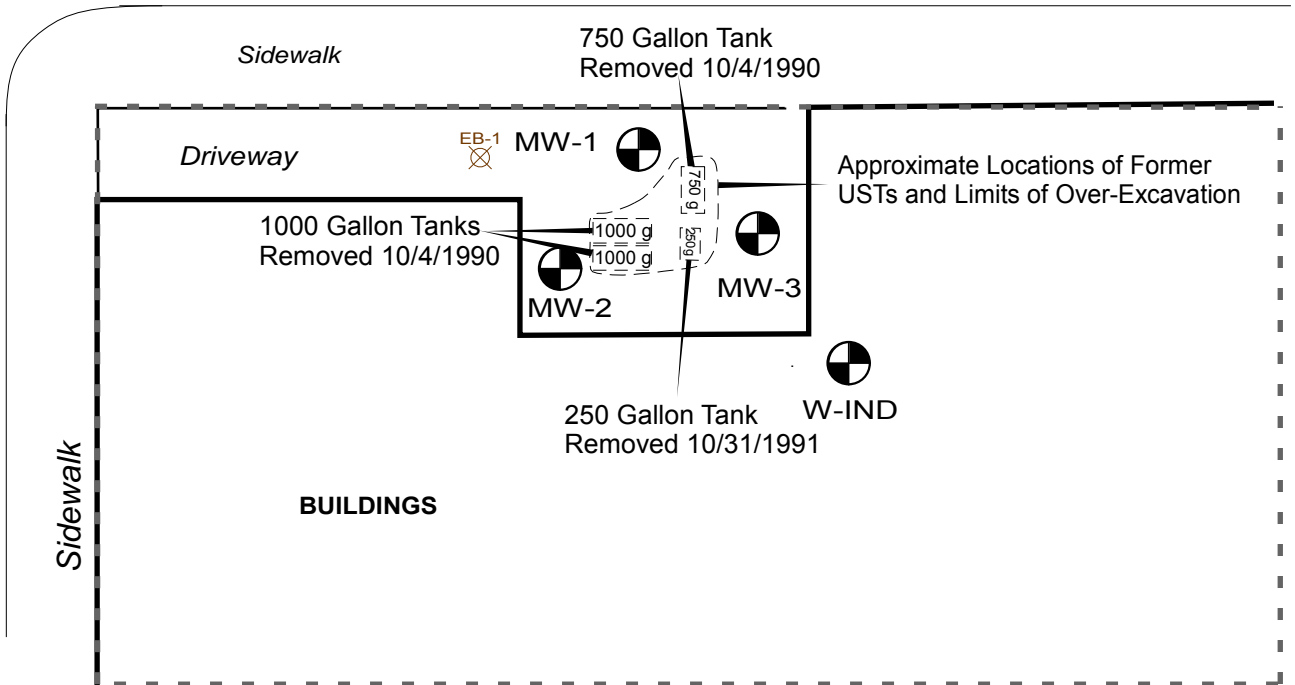 750 Gallon Tank
Removed 10/4/1990
Sidewalk
EB-1
MW-1
Driveway
750 g
Approximate Locations of Former
USTs and Limits of Over-Excavation
1000 Gallon Tanks
Removed 10/4/1990
1000 g
1000 g
250g
MW-2
MW-3
W-IND
250 Gallon Tank
Removed 10/31/1991
BUILDINGS
Sidewalk